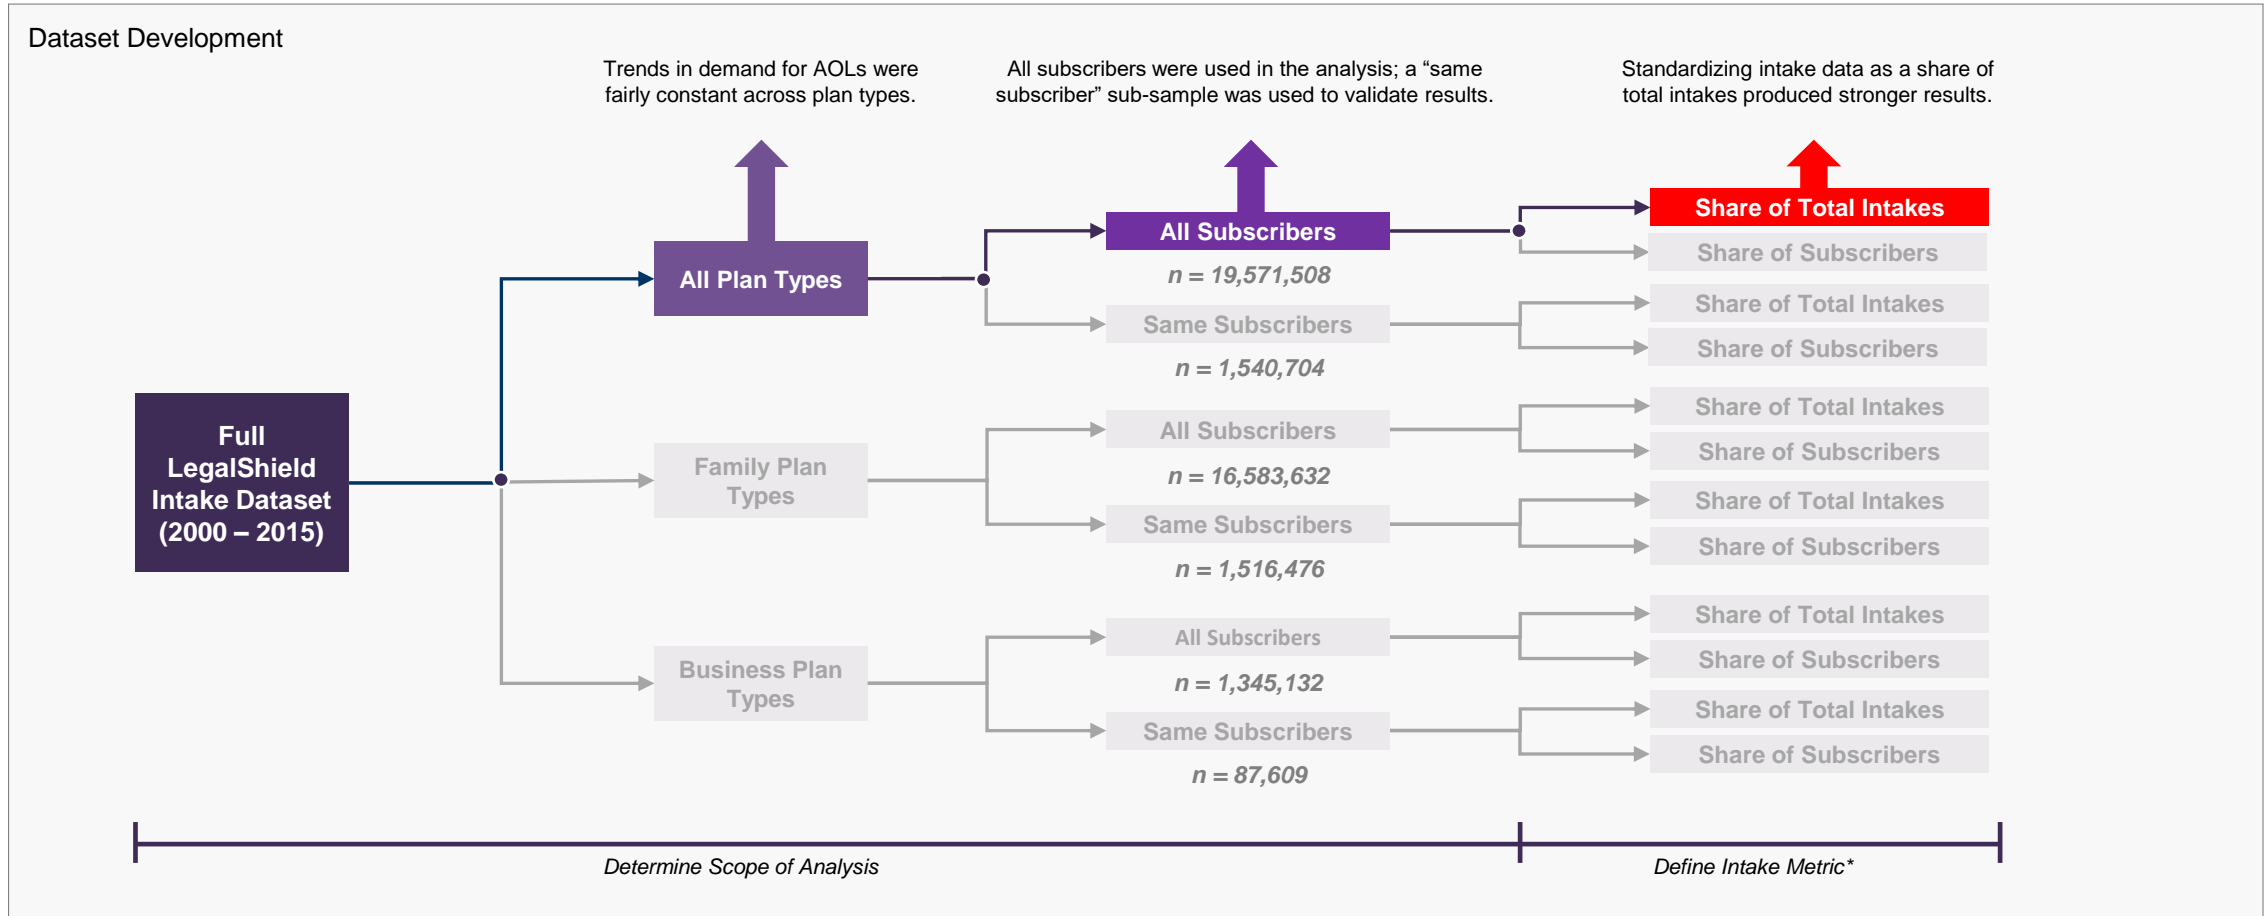 Dataset Development
Trends in demand for AOLs were
fairly constant across plan types.
All subscribers were used in the analysis; a “same
subscriber” sub-sample was used to validate results.
Standardizing intake data as a share of
total intakes produced stronger results.
Full
LegalShield
Intake Dataset
(2000 – 2015)
All Plan Types
Family Plan
Types
Business Plan
Types
All Subscribers
n = 19,571,508
Same Subscribers
n = 1,540,704
All Subscribers
n = 16,583,632
Same Subscribers
n = 1,516,476
All Subscribers
n = 1,345,132
Same Subscribers
n = 87,609
Share of Total Intakes
Share of Subscribers
Share of Total Intakes
Share of Subscribers
Share of Total Intakes
Share of Subscribers
Share of Total Intakes
Share of Subscribers
Share of Total Intakes
Share of Subscribers
Share of Total Intakes
Share of Subscribers
Determine Scope of Analysis
Define Intake Metric*